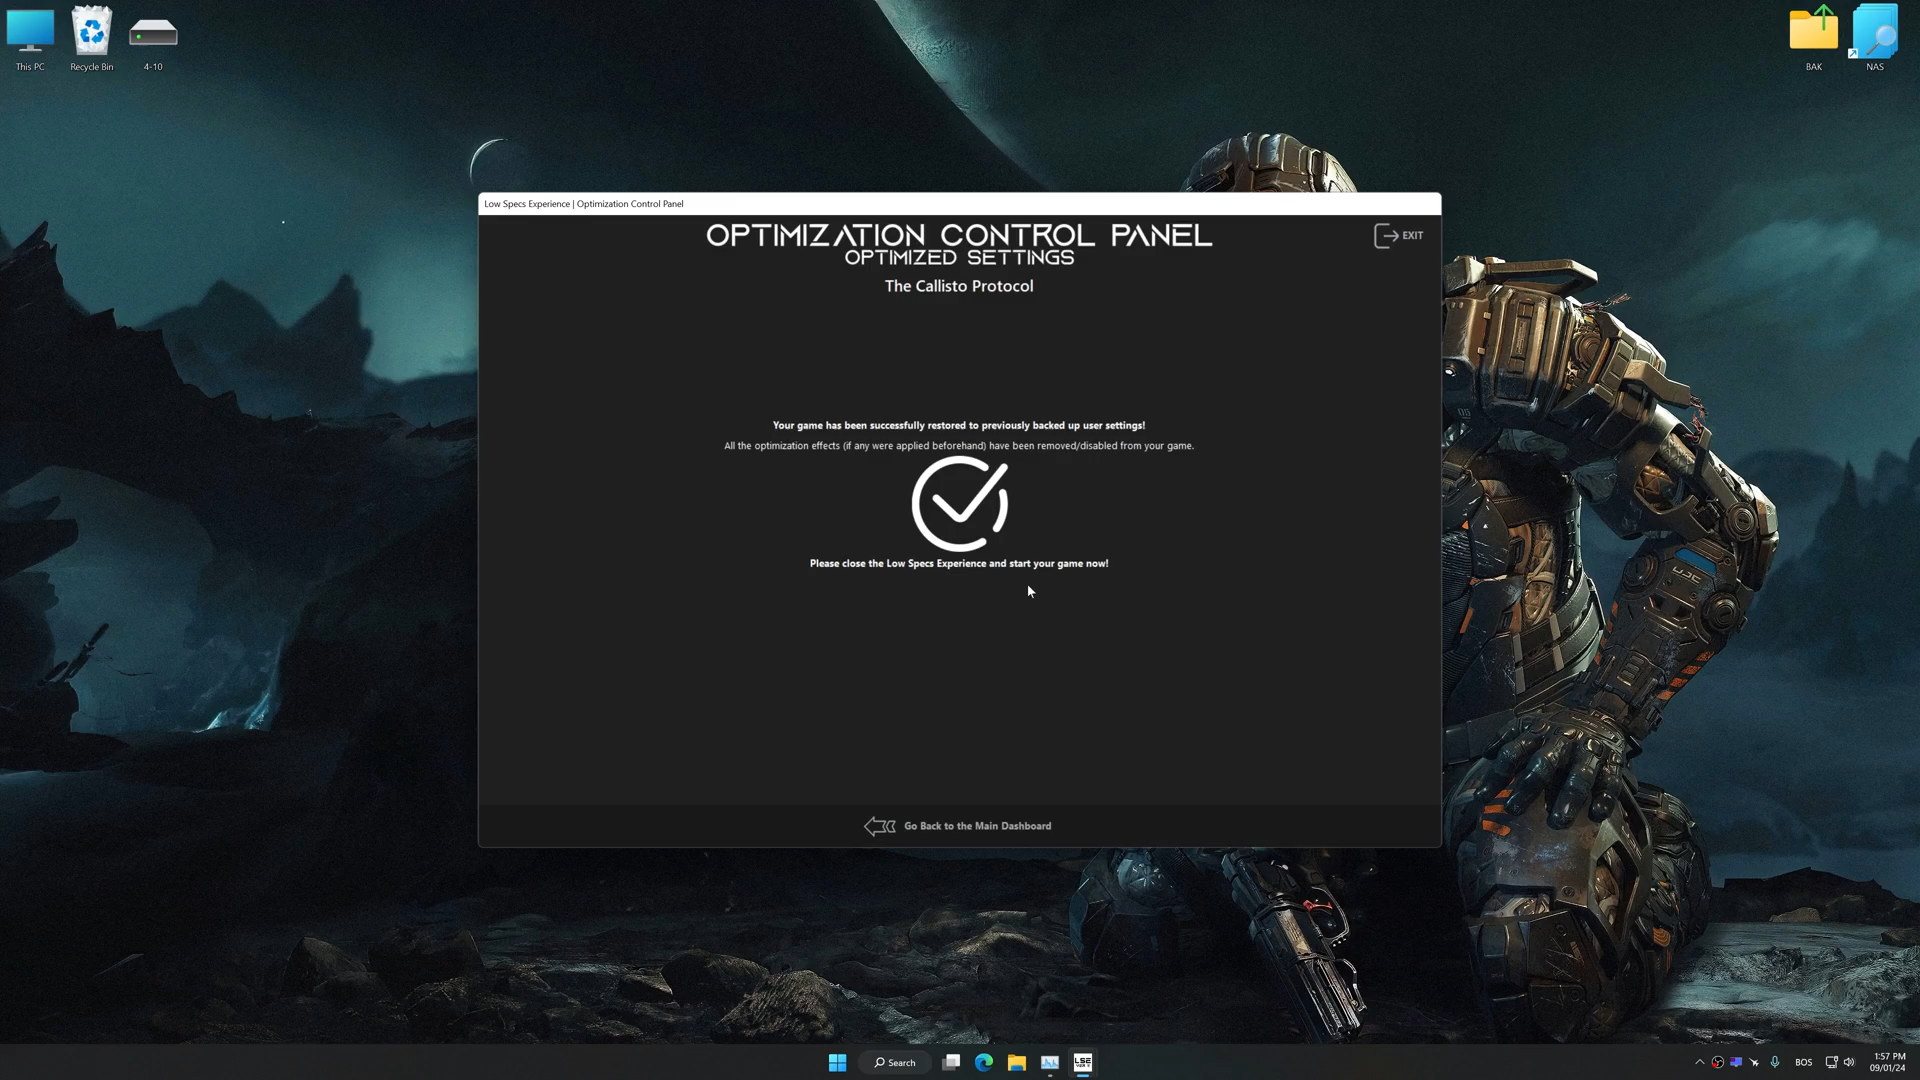 This PC
Recycle Bin
4-10
BAK
NAS
Low Specs Experience | Optimization Control Panel
OPTIMIZATION CONTROL PANEL
OPTIMIZED SETTINGS
EXIT
The Callisto Protocol
Your game has been successfully restored to previously backed up user settings!
All the optimization effects (if any were applied beforehand) have been removed/disabled from your game.
Please close the Low Specs Experience and start your game now!
Go Back to the Main Dashboard
UJC
Search
LSE
BOS
1:57 PM
09/01/24